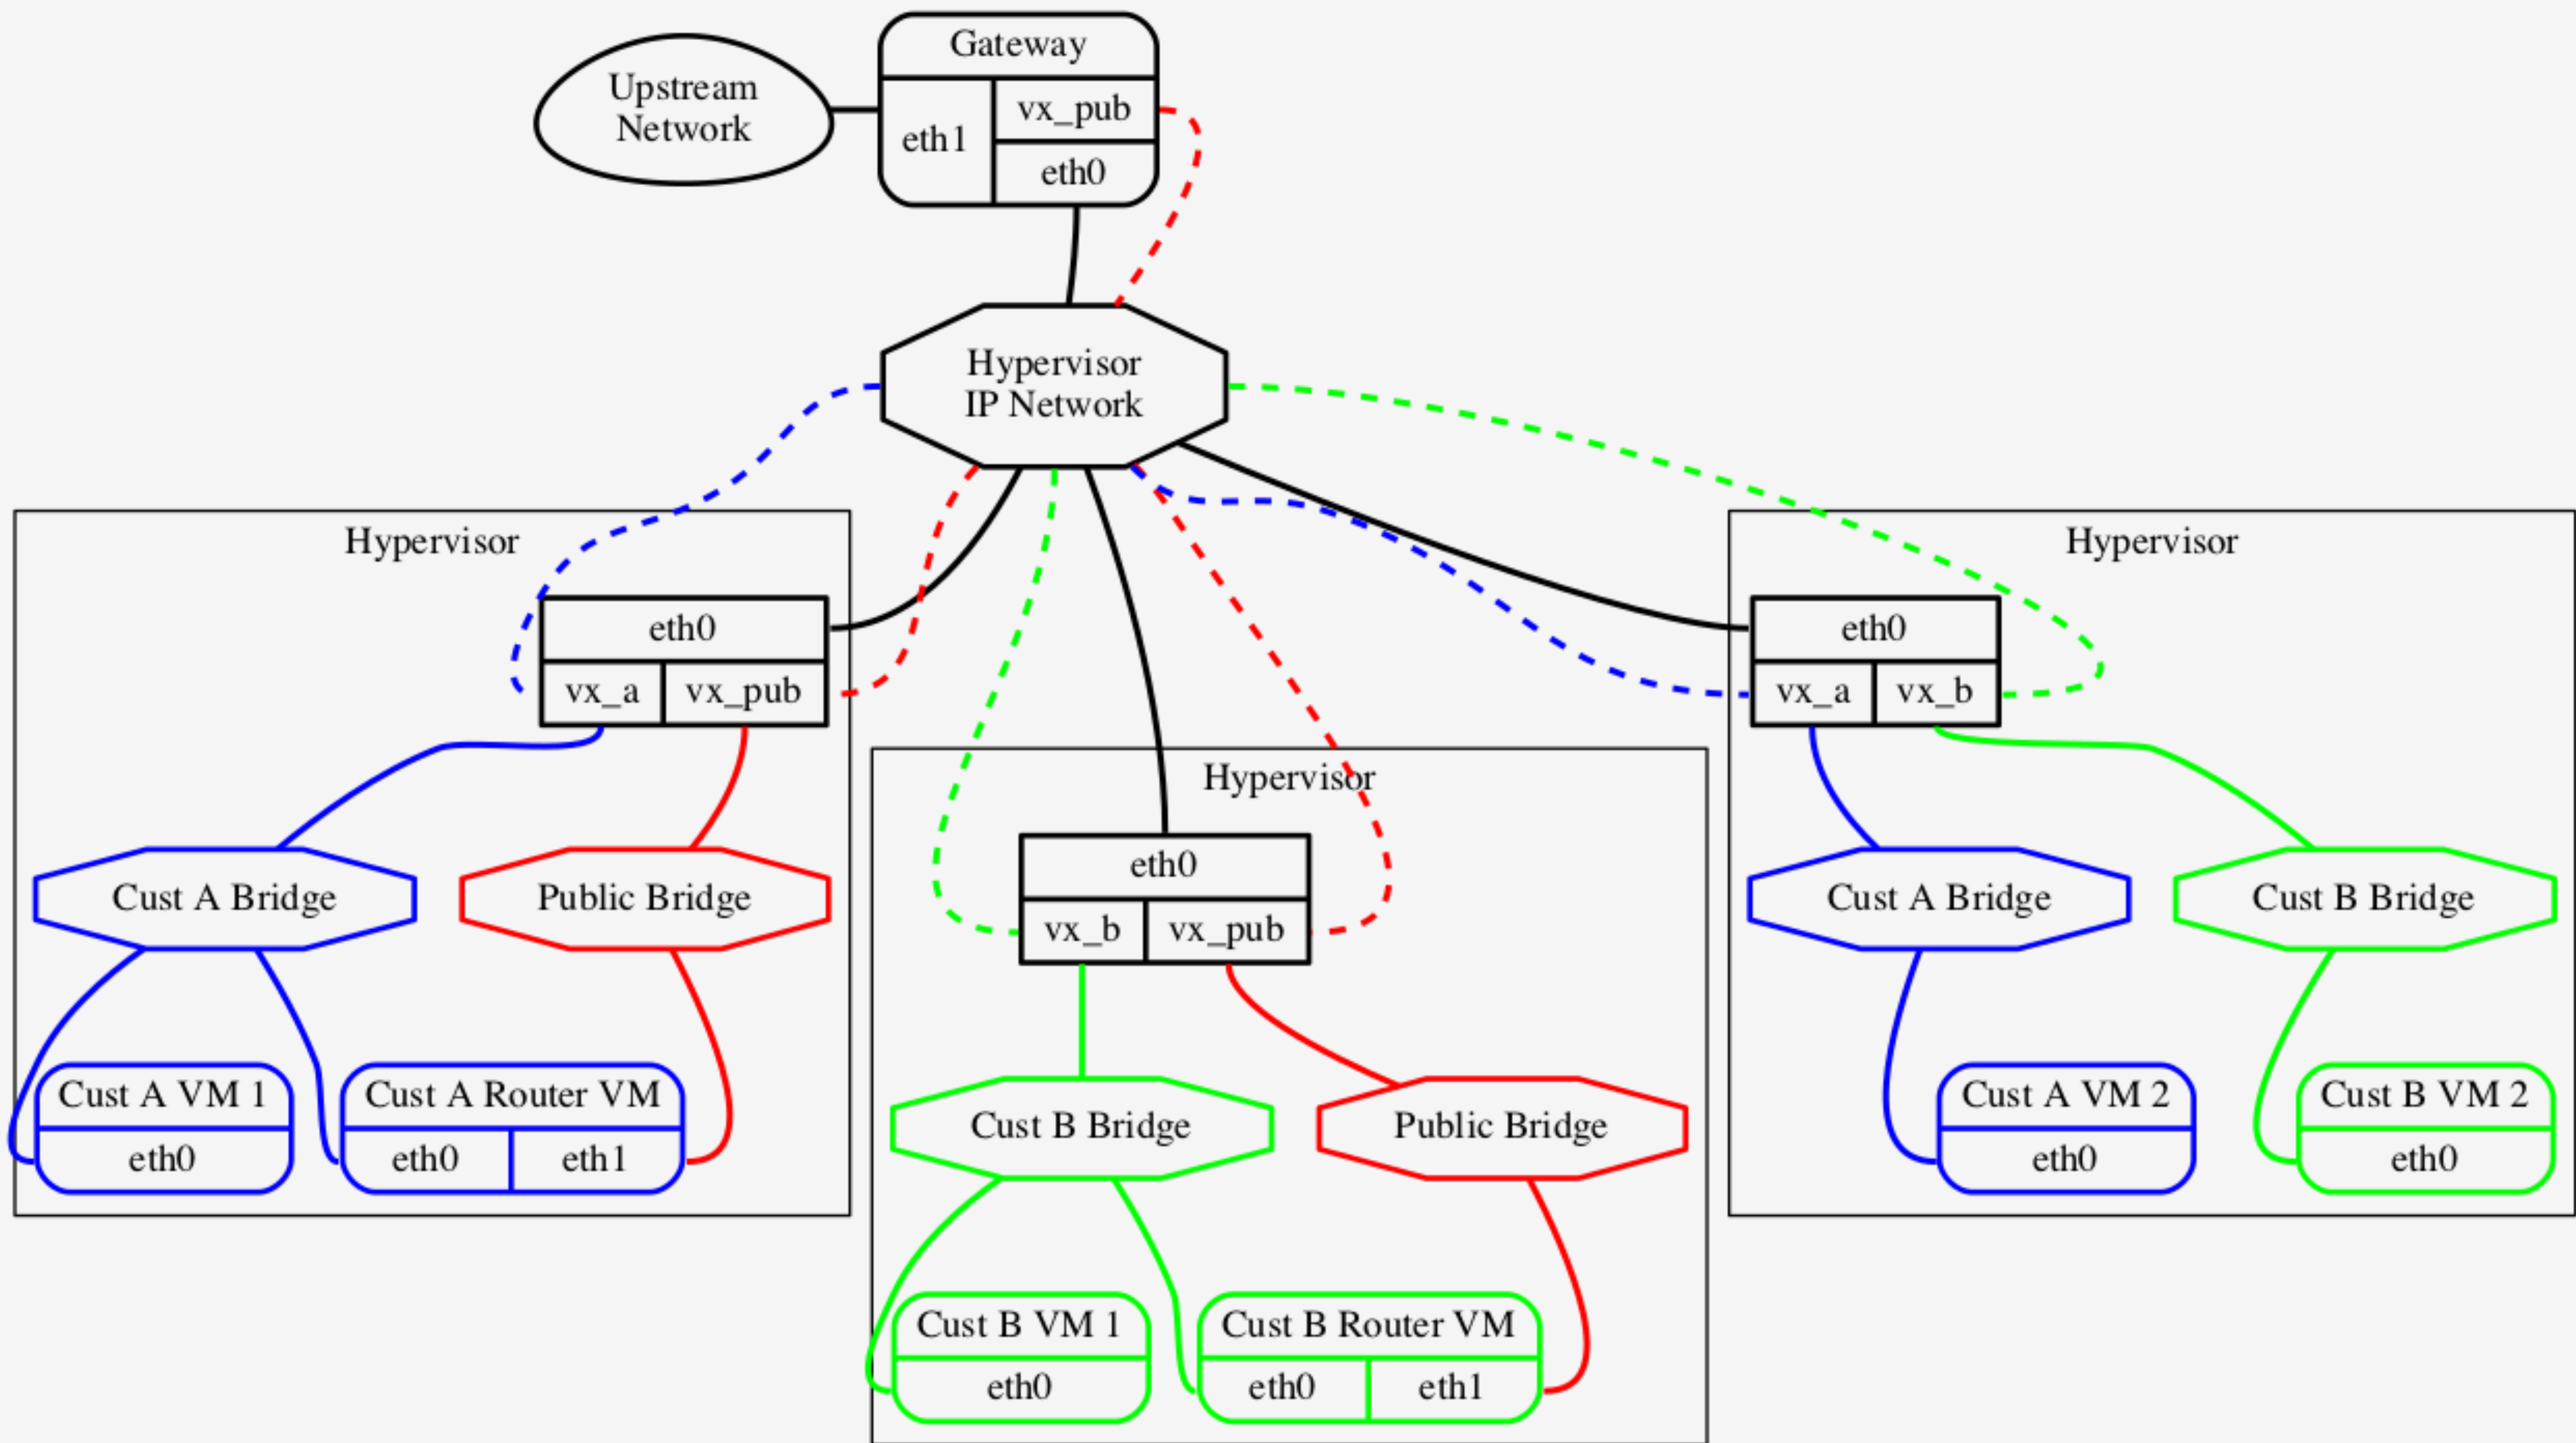 Gateway
Upstream
Network
eth1
vx_pub
eth0
Hypervisor
IP Network
Hypervisor
eth0
vx_a
vx_pub
Cust A Bridge
Public Bridge
Cust A VM 1
eth0
Cust A Router VM
eth0
eth1
Hypervisor
eth0
vx_b
vx_pub
Cust B Bridge
Public Bridge
Cust B VM 1
eth0
Cust B Router VM
eth0
eth1
Hypervisor
eth0
vx_a
vx_b
Cust A Bridge
Cust B Bridge
Cust A VM 2
eth0
Cust B VM 2
eth0